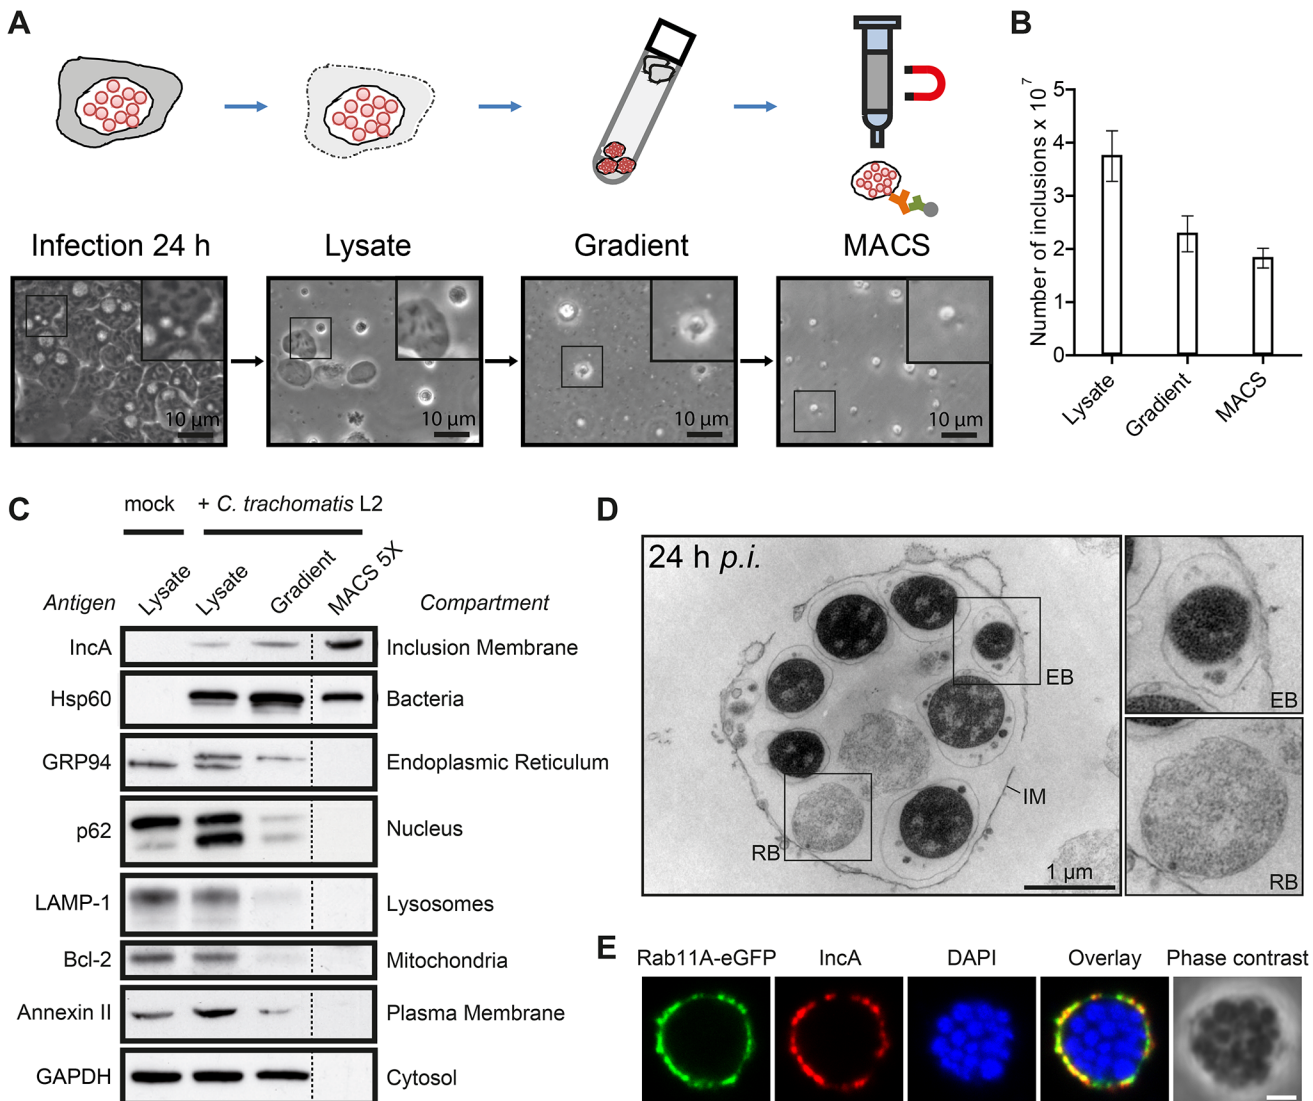 A
Infection 24 h
Lysate
Gradient
MACS
10 µm
10 µm
10 µm
10 µm
B
Number of inclusions x 10⁷
5
4
3
2
1
0
Lysate
Gradient
MACS
C
mock
+ C. trachomatis L2
Antigen
Lysate
Lysate
Gradient
MACS 5X
Compartment
IncA
Inclusion Membrane
Hsp60
Bacteria
GRP94
Endoplasmic Reticulum
p62
Nucleus
LAMP-1
Lysosomes
Bcl-2
Mitochondria
Annexin II
Plasma Membrane
GAPDH
Cytosol
D
24 h p.i.
EB
IM
RB
1 µm
EB
RB
E
Rab11A-eGFP
IncA
DAPI
Overlay
Phase contrast